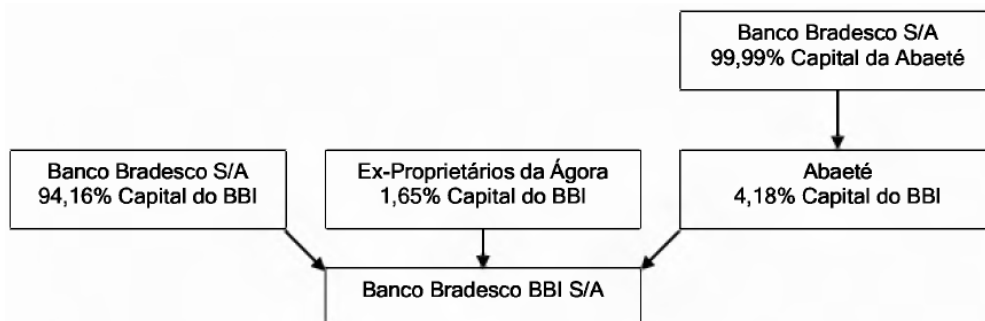 Banco Bradesco S/A
99,99% Capital da Abaeté
Banco Bradesco S/A
94,16% Capital do BBI
Ex-Proprietários da Ágora
1,65% Capital do BBI
Abaeté
4,18% Capital do BBI
Banco Bradesco BBI S/A